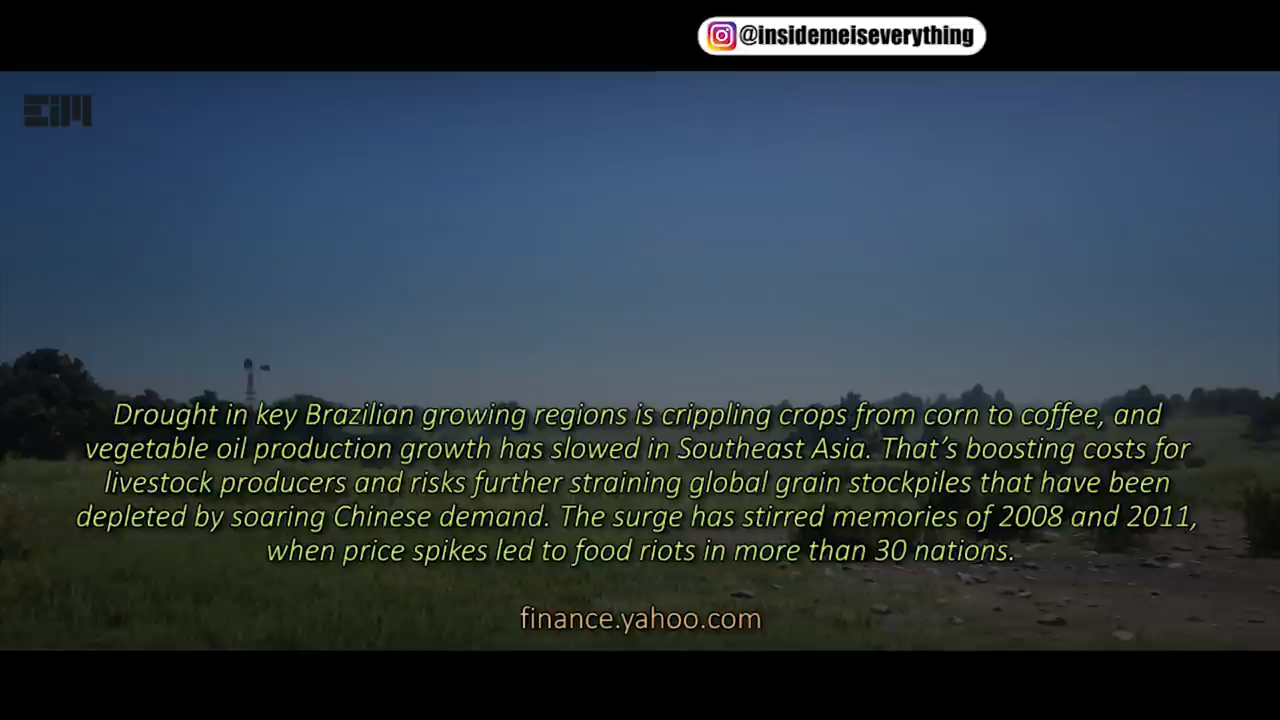 @insidemeiseverything
EiM
Drought in key Brazilian growing regions is crippling crops from corn to coffee, and
vegetable oil production growth has slowed in Southeast Asia. That’s boosting costs for
livestock producers and risks further straining global grain stockpiles that have been
depleted by soaring Chinese demand. The surge has stirred memories of 2008 and 2011,
when price spikes led to food riots in more than 30 nations.
finance.yahoo.com